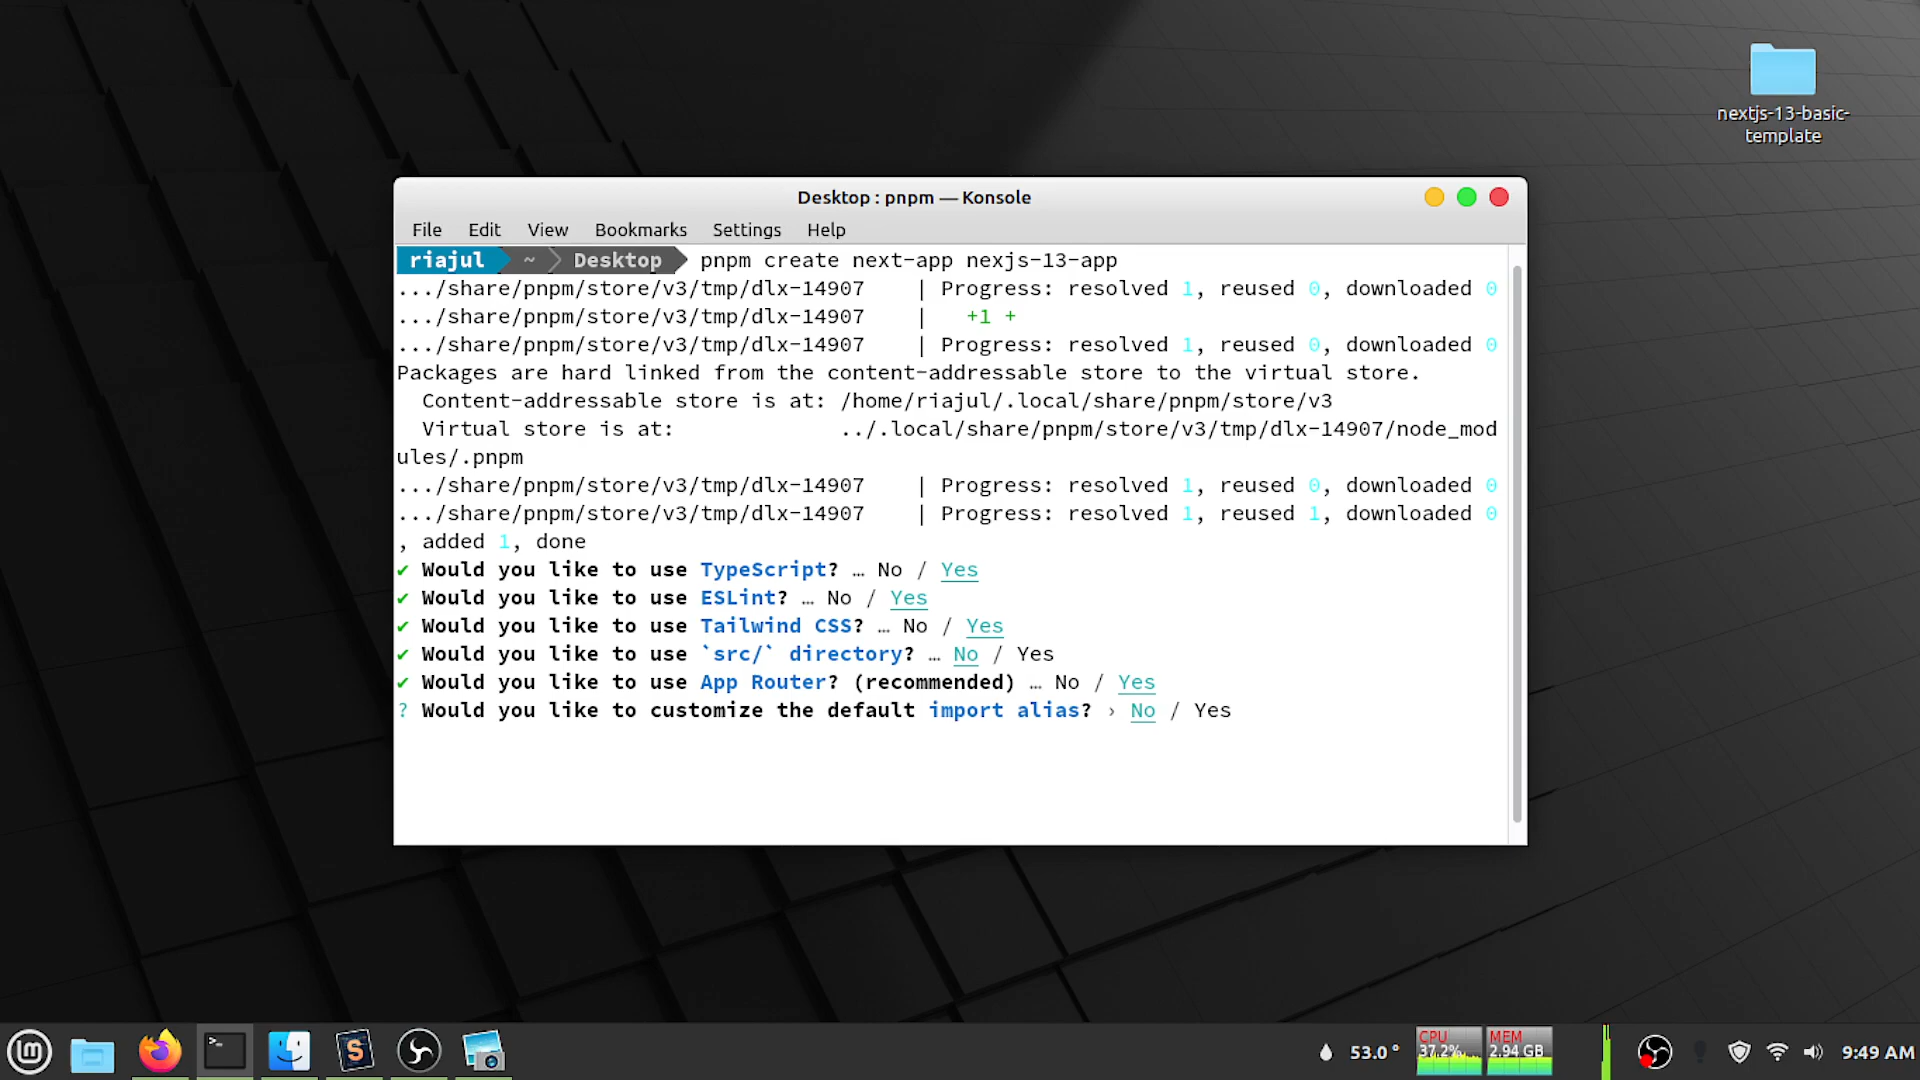 nextjs-13-basic-
template
Desktop : pnpm — Konsole
File Edit View Bookmarks Settings Help
riajul ~ Desktop pnpm create next-app nexjs-13-app
.../share/pnpm/store/v3/tmp/dlx-14907 | Progress: resolved 1, reused 0, downloaded 0
.../share/pnpm/store/v3/tmp/dlx-14907 | +1 +
.../share/pnpm/store/v3/tmp/dlx-14907 | Progress: resolved 1, reused 0, downloaded 0
Packages are hard linked from the content-addressable store to the virtual store.
Content-addressable store is at: /home/riajul/.local/share/pnpm/store/v3
Virtual store is at: ../.local/share/pnpm/store/v3/tmp/dlx-14907/node_mod
ules/.pnpm
.../share/pnpm/store/v3/tmp/dlx-14907 | Progress: resolved 1, reused 0, downloaded 0
.../share/pnpm/store/v3/tmp/dlx-14907 | Progress: resolved 1, reused 1, downloaded 0
, added 1, done
✔ Would you like to use TypeScript? … No / Yes
✔ Would you like to use ESLint? … No / Yes
✔ Would you like to use Tailwind CSS? … No / Yes
✔ Would you like to use `src/` directory? … No / Yes
✔ Would you like to use App Router? (recommended) … No / Yes
? Would you like to customize the default import alias? › No / Yes
53.0 °
CPU
37.2%
MEM
2.94 GB
9:49 AM